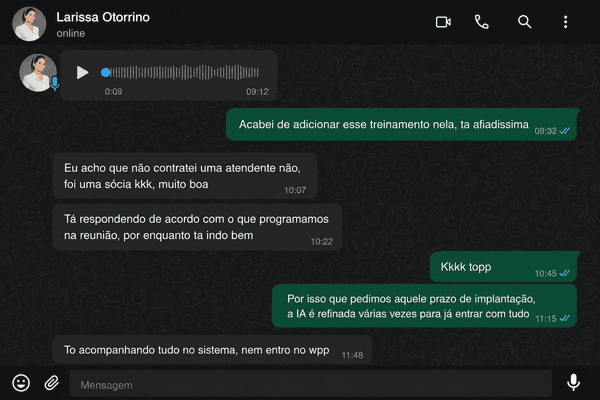 Larissa Otorrino
online
0:09
09:12
Acabei de adicionar esse treinamento nela, ta afiadíssima
09:32
Eu acho que não contratei uma atendente não,
foi uma sócia kkk, muito boa
10:07
Tá respondendo de acordo com o que programamos
na reunião, por enquanto ta indo bem
10:22
Kkkk topp
10:45
Por isso que pedimos aquele prazo de implantação,
a IA é refinada várias vezes para já entrar com tudo
11:15
To acompanhando tudo no sistema, nem entro no wpp
11:48
Mensagem